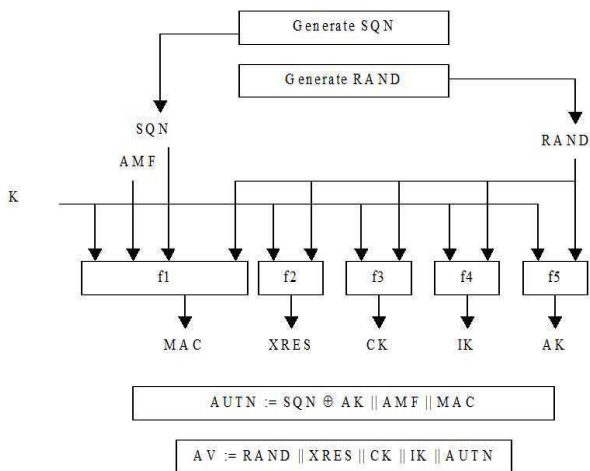 Generate SQN
Generate RAND
SQN
RAND
AMF
K
f1 f2 f3 f4 f5
MAC XRES CK IK AK
AUTN := SQN ⊕ AK || AMF || MAC
AV := RAND || XRES || CK || IK || AUTN